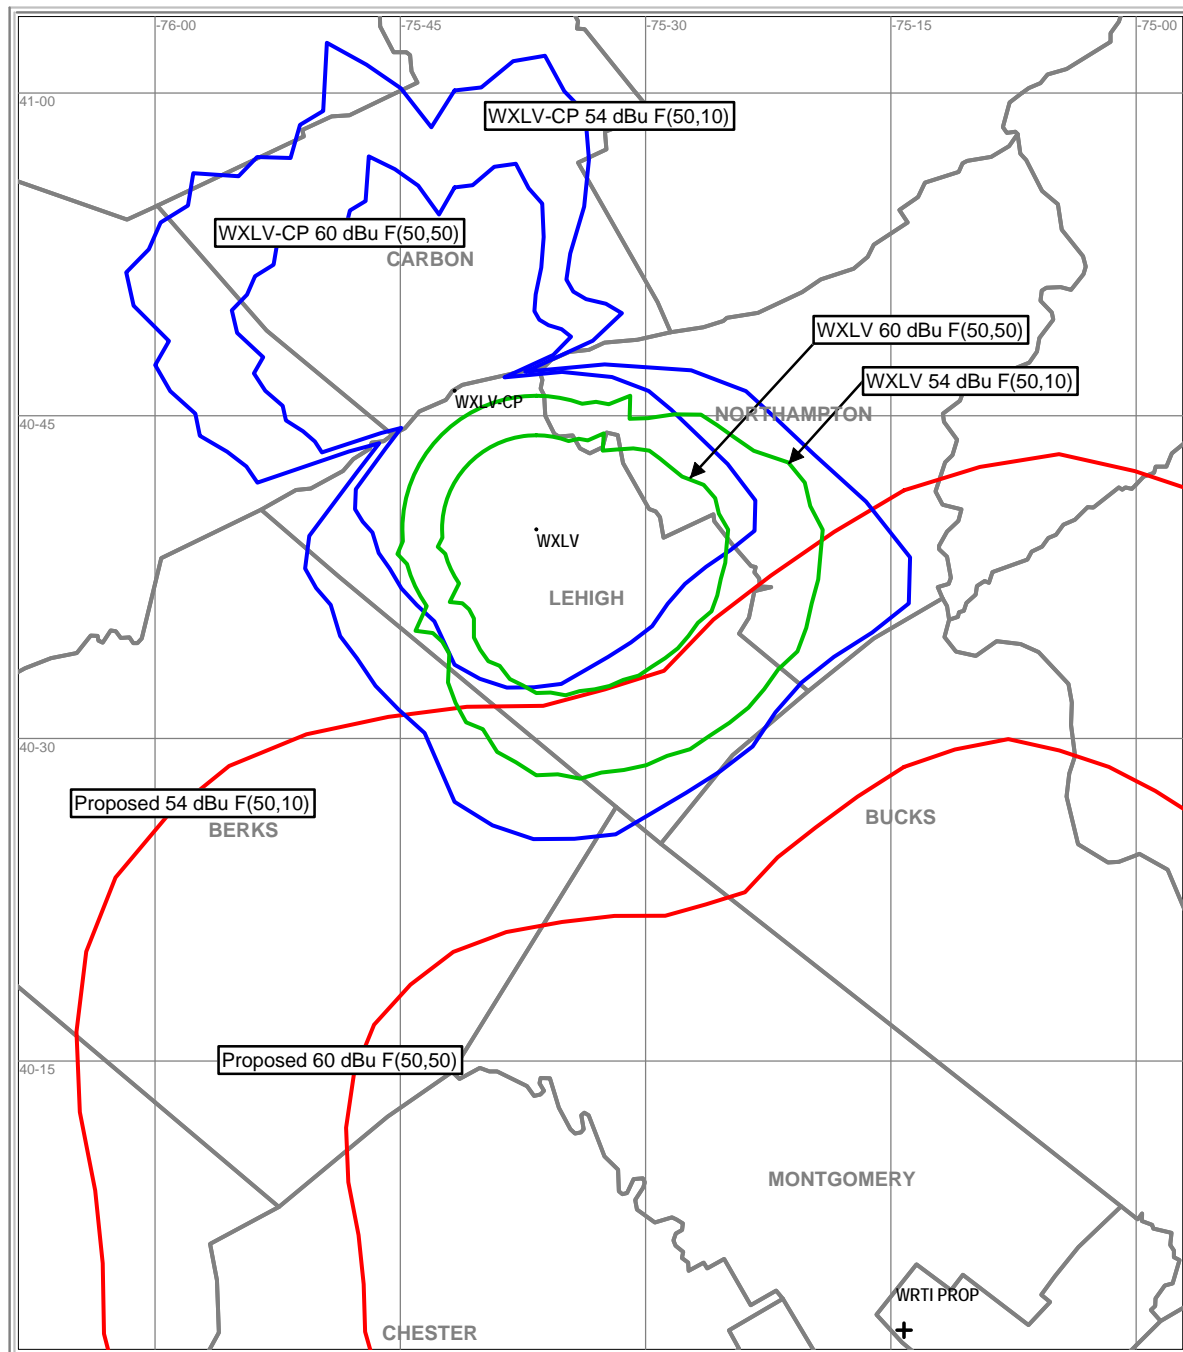 -76-00
-75-45
-75-30
-75-15
-75-00
41-00
WXLV-CP 54 dBu F(50,10)
WXLV-CP 60 dBu F(50,50)
CARBON
WXLV 60 dBu F(50,50)
WXLV 54 dBu F(50,10)
WXLV-CP
NORTHAMPTON
40-45
WXLV
LEHIGH
40-30
Proposed 54 dBu F(50,10)
BERKS
BUCKS
Proposed 60 dBu F(50,50)
40-15
MONTGOMERY
WRTI PROP
CHESTER